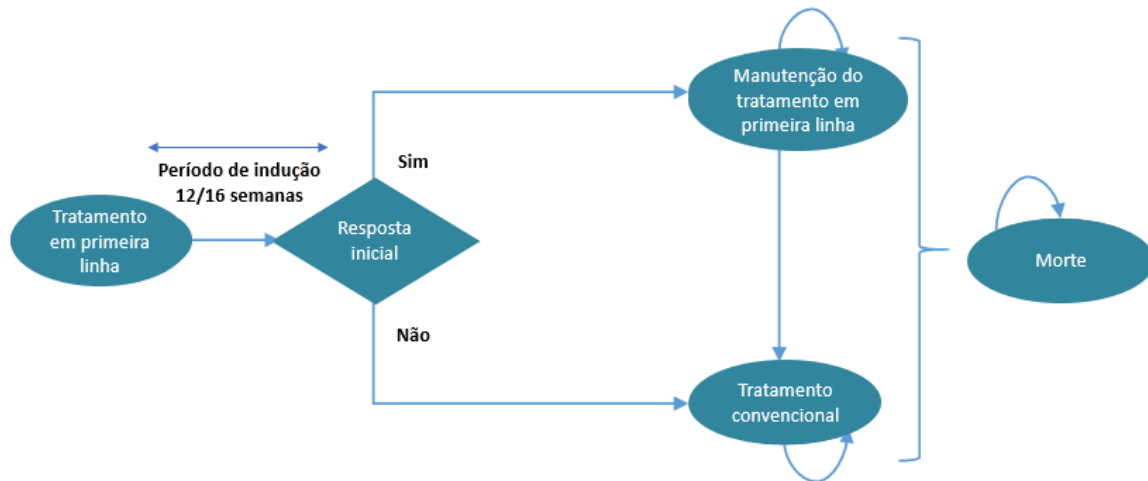 Tratamento
em primeira
linha
Período de indução
12/16 semanas
Resposta
inicial
Sim
Não
Manutenção do
tratamento em
primeira linha
Tratamento
convencional
Morte